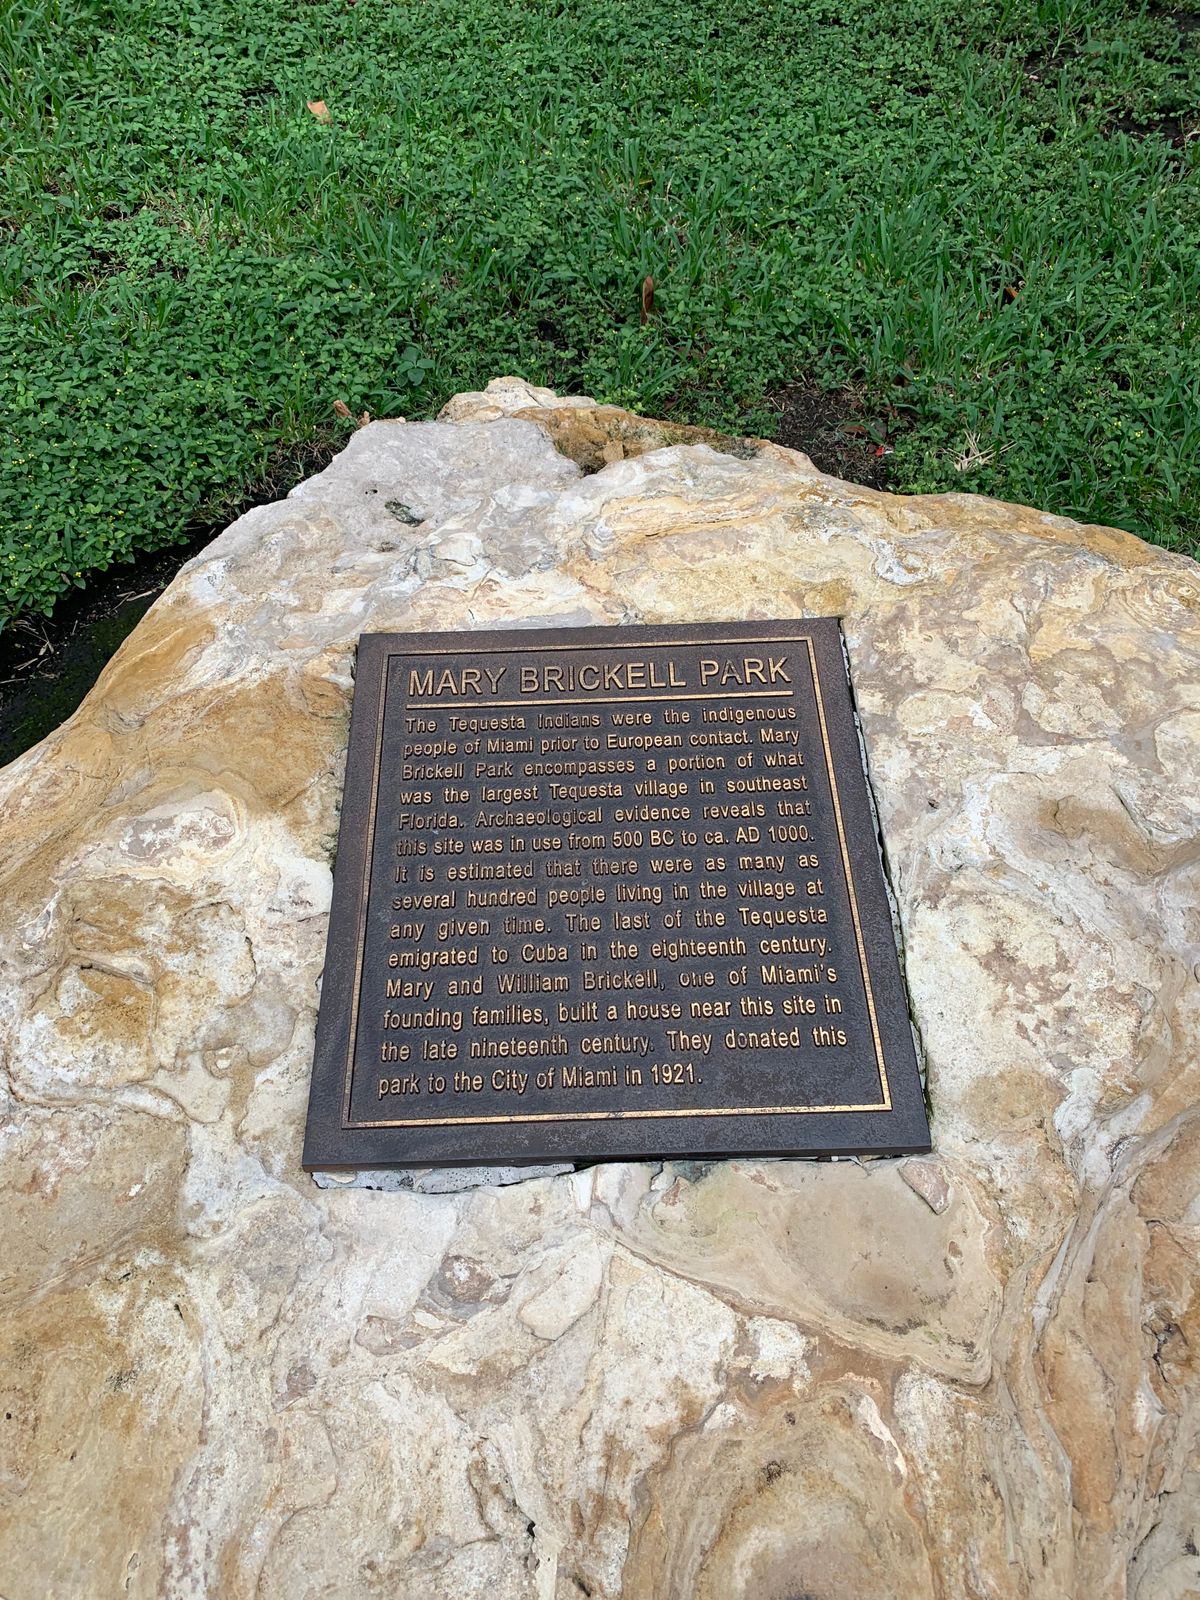 MARY BRICKELL PARK
The Tequesta Indians were the indigenous
people of Miami prior to European contact. Mary
Brickell Park encompasses a portion of what
was the largest Tequesta village in southeast
Florida. Archaeological evidence reveals that
this site was in use from 500 BC to ca. AD 1000.
It is estimated that there were as many as
several hundred people living in the village at
any given time. The last of the Tequesta
emigrated to Cuba in the eighteenth century.
Mary and William Brickell, one of Miami's
founding families, built a house near this site in
the late nineteenth century. They donated this
park to the City of Miami in 1921.